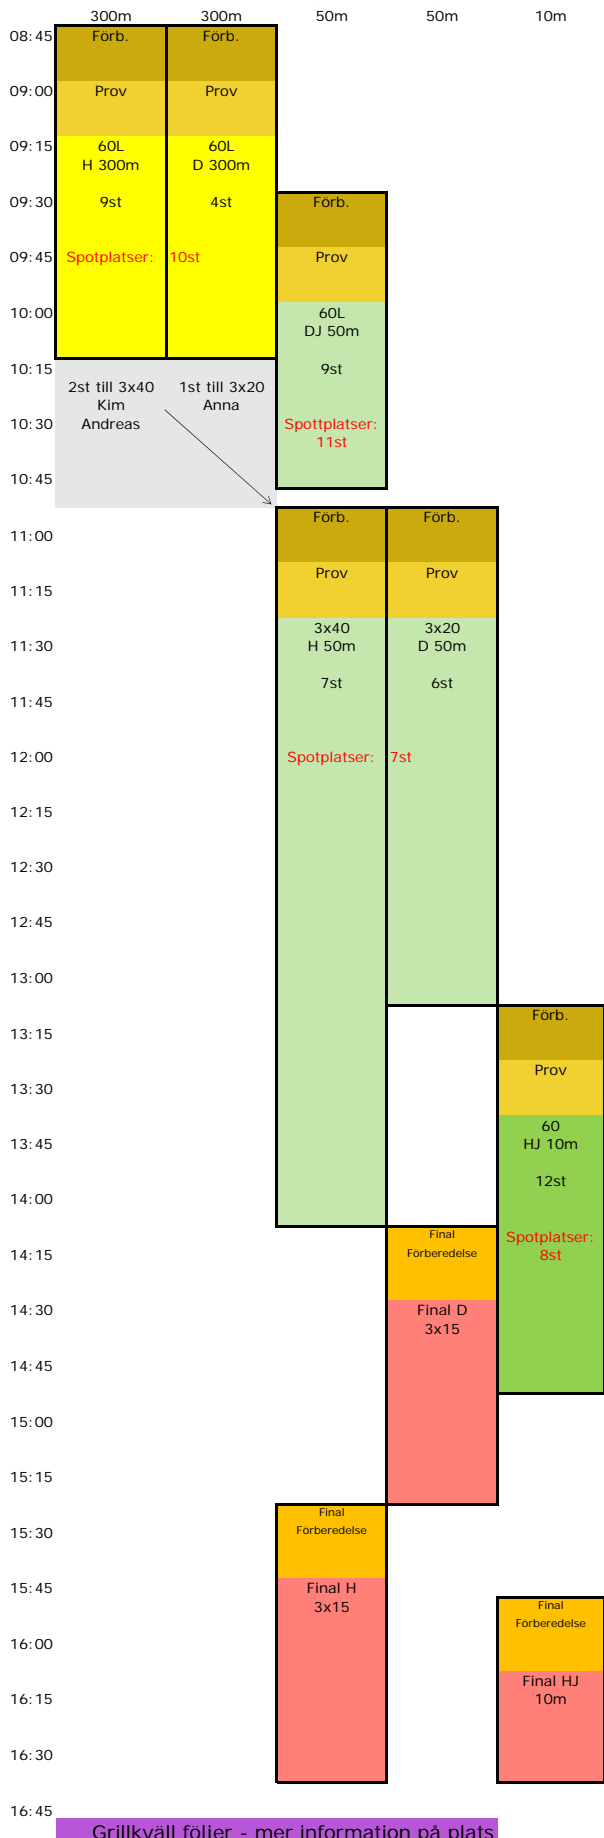 300m 300m 50m 50m 10m
08:45 Förb. Förb.
09:00 Prov Prov
09:15 60L 60L
H 300m D 300m
09:30 9st 4st Förb.
09:45 Spotplatser: 10st Prov
10:00 60L
DJ 50m
10:15 9st
2st till 3x40 1st till 3x20
Kim Anna
10:30 Andreas Spottplatser:
11st
10:45
Förb. Förb.
11:00
Prov Prov
11:15
3x40 3x20
11:30 H 50m D 50m
7st 6st
11:45
12:00 Spotplatser: 7st
12:15
12:30
12:45
13:00
Förb.
13:15
Prov
13:30
60
13:45 HJ 10m
12st
14:00
Final Spotplatser:
14:15 Förberedelse 8st
14:30 Final D
3x15
14:45
15:00
15:15
Final
15:30 Förberedelse
15:45 Final H
3x15 Final
Förberedelse
16:00
Final HJ
16:15 10m
16:30
16:45
Grillkväll följer - mer information på plats